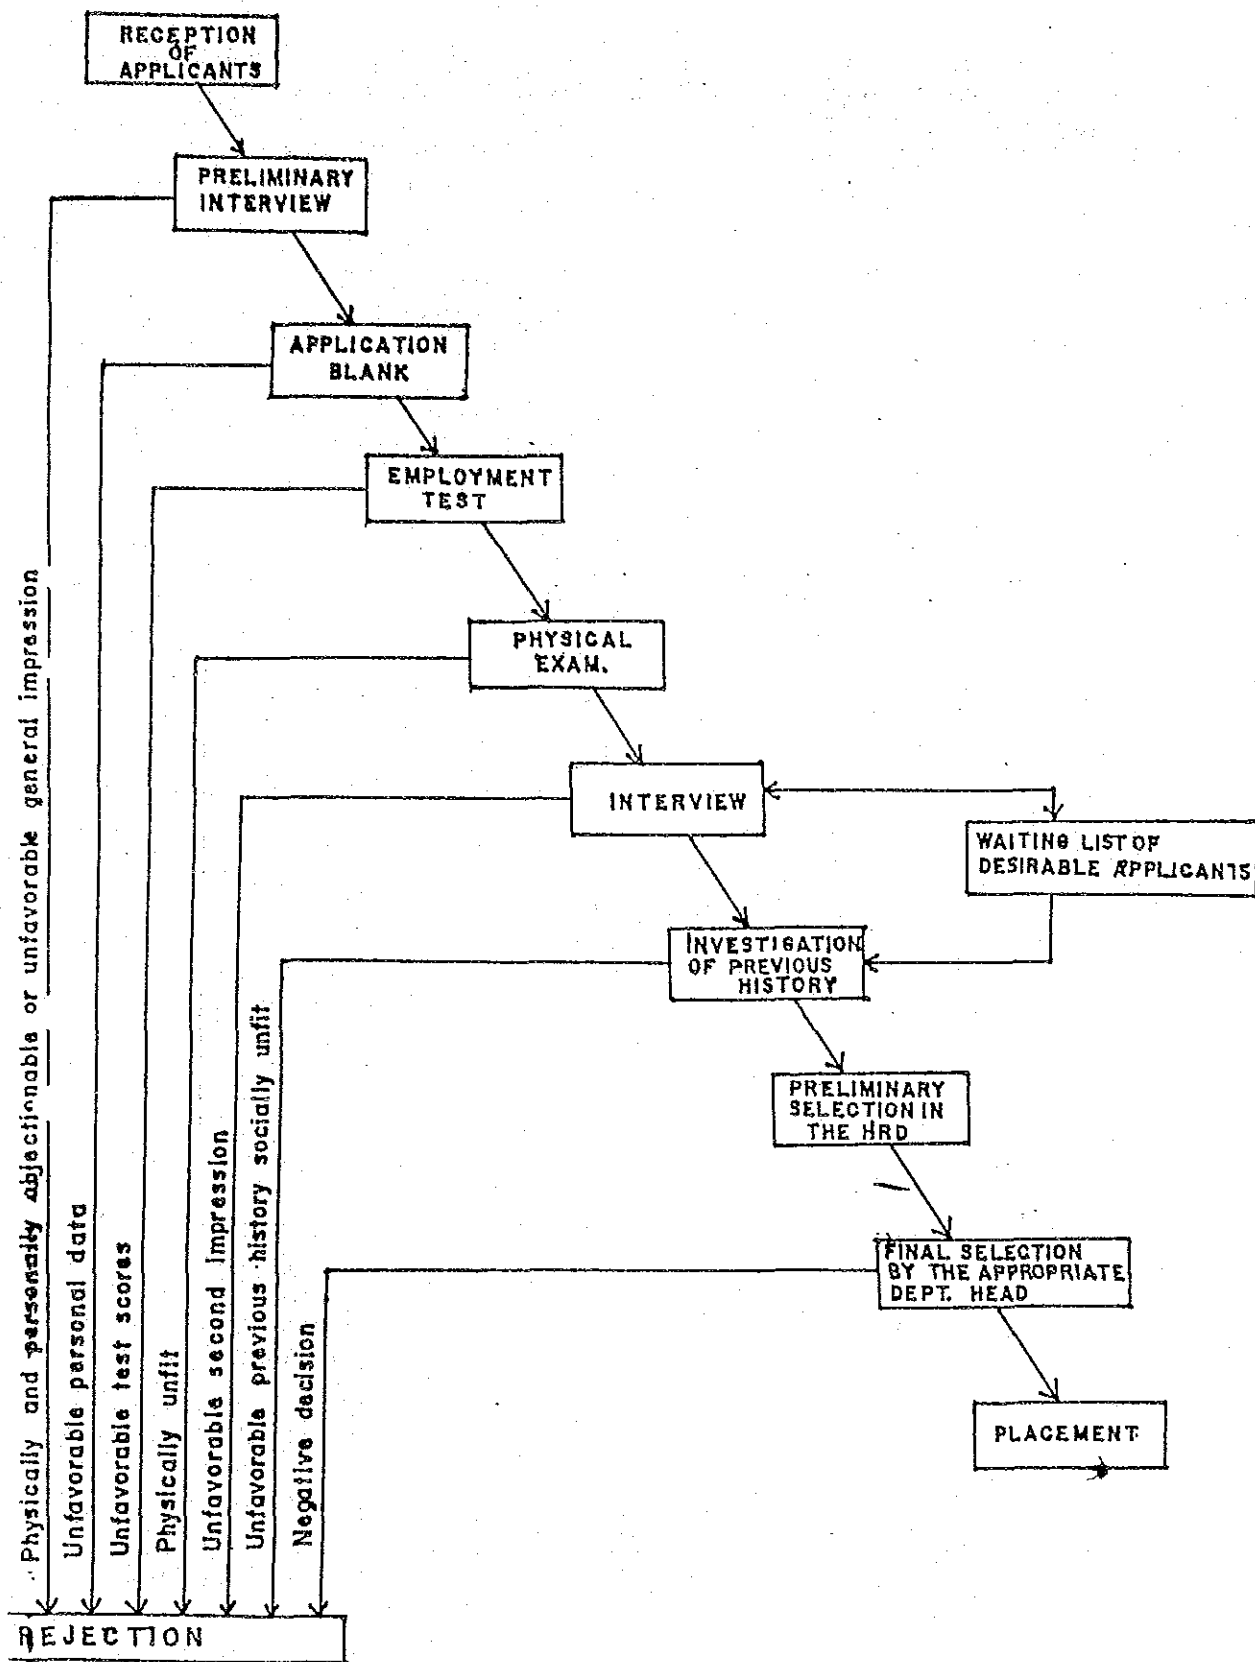 RECEPTION
OF
APPLICANTS
PRELIMINARY
INTERVIEW
APPLICATION
BLANK
EMPLOYMENT
TEST
PHYSICAL
EXAM.
INTERVIEW
WAITING LIST OF
DESIRABLE APPLICANTS
INVESTIGATION
OF PREVIOUS
HISTORY
PRELIMINARY
SELECTION IN
THE HRD
FINAL SELECTION
BY THE APPROPRIATE
DEPT. HEAD
PLACEMENT
Physically and personally abjectionable or unfavorable general impression
Unfavorable personal data
Unfavorable test scores
Physically unfit
Unfavorable second Impression
Unfavorable previous history socially unfit
Negative decision
REJECTION